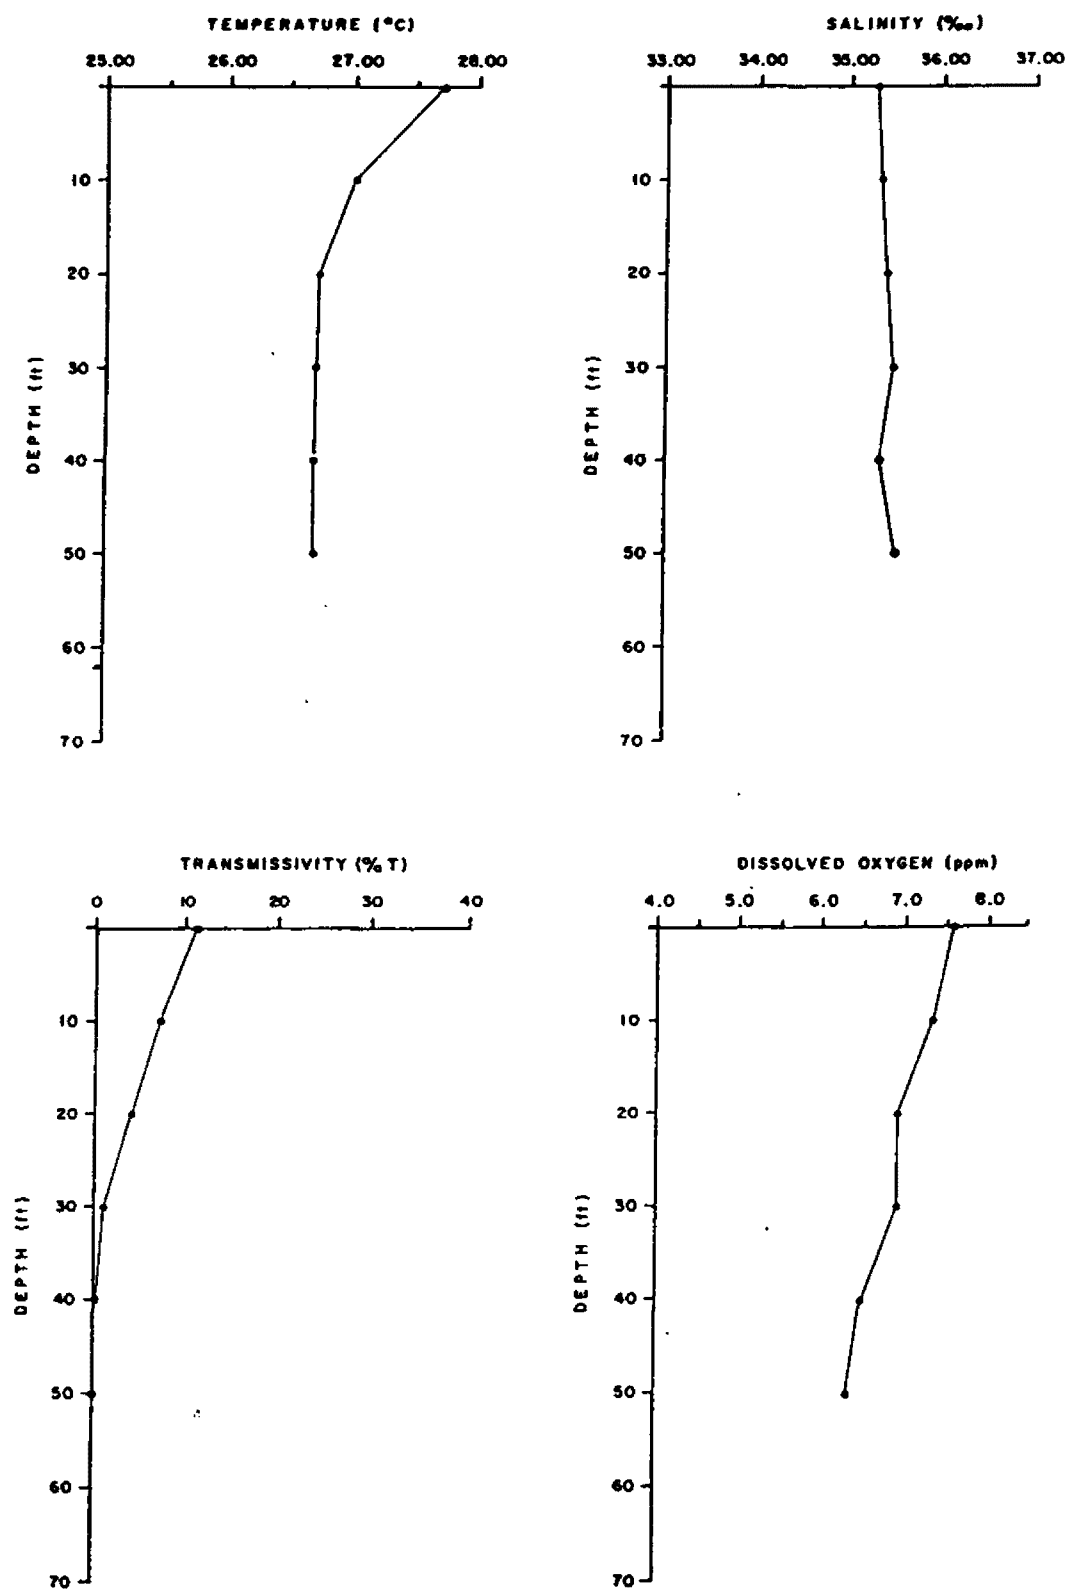 TEMPERATURE (°C)
25.00 26.00 27.00 28.00
10
20
30
40
50
60
70
DEPTH (ft)
SALINITY (‰)
33.00 34.00 35.00 36.00 37.00
10
20
30
40
50
60
70
DEPTH (ft)
TRANSMISSIVITY (% T)
0 10 20 30 40
10
20
30
40
50
60
70
DEPTH (ft)
DISSOLVED OXYGEN (ppm)
4.0 5.0 6.0 7.0 8.0
10
20
30
40
50
60
70
DEPTH (ft)